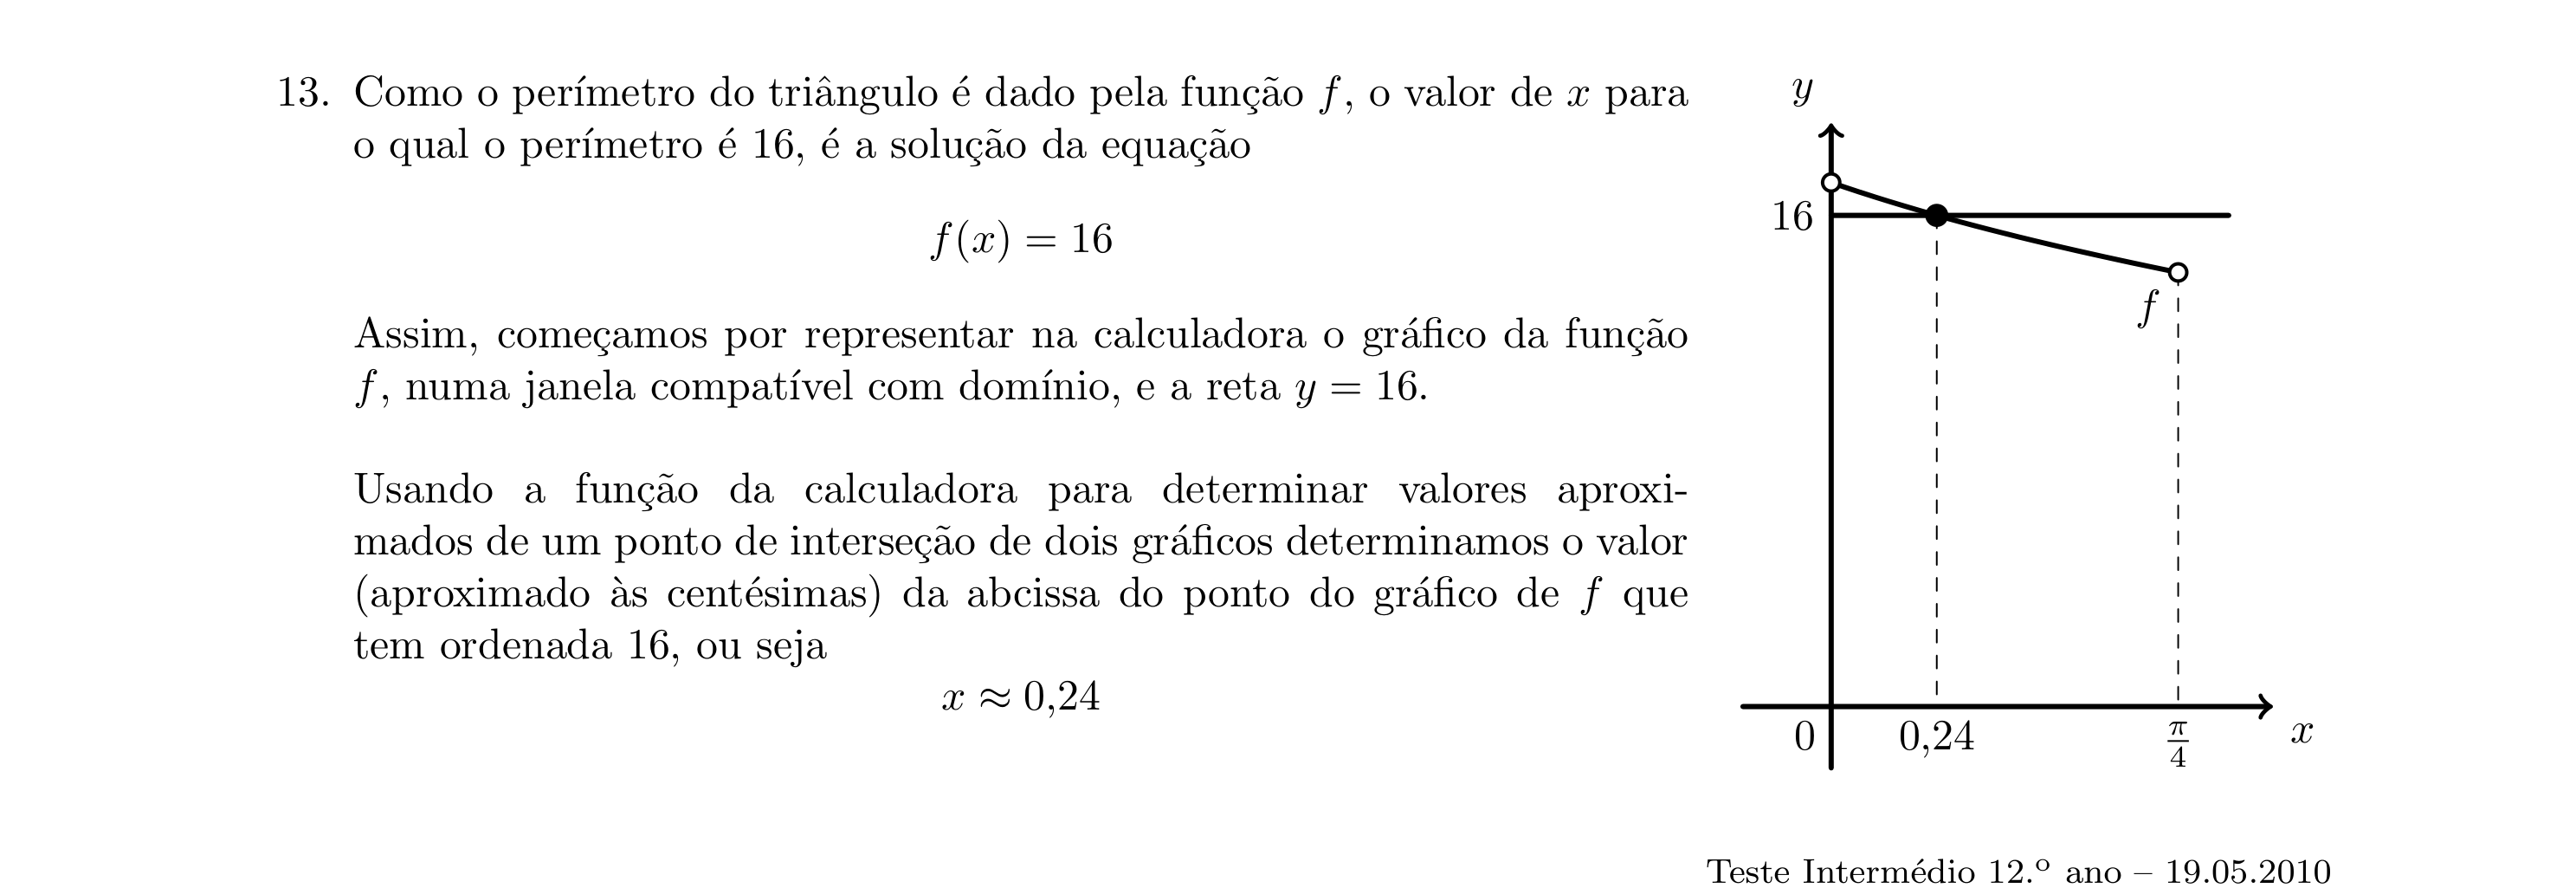 13. Como o perímetro do triângulo é dado pela função f, o valor de x para
o qual o perímetro é 16, é a solução da equação
f(x) = 16
Assim, começamos por representar na calculadora o gráfico da função
f, numa janela compatível com domínio, e a reta y = 16.
Usando a função da calculadora para determinar valores aproxi-
mados de um ponto de interseção de dois gráficos determinamos o valor
(aproximado às centésimas) da abcissa do ponto do gráfico de f que
tem ordenada 16, ou seja
x ≈ 0,24
y
16
f
0
0,24
π/4
x
Teste Intermédio 12.º ano – 19.05.2010